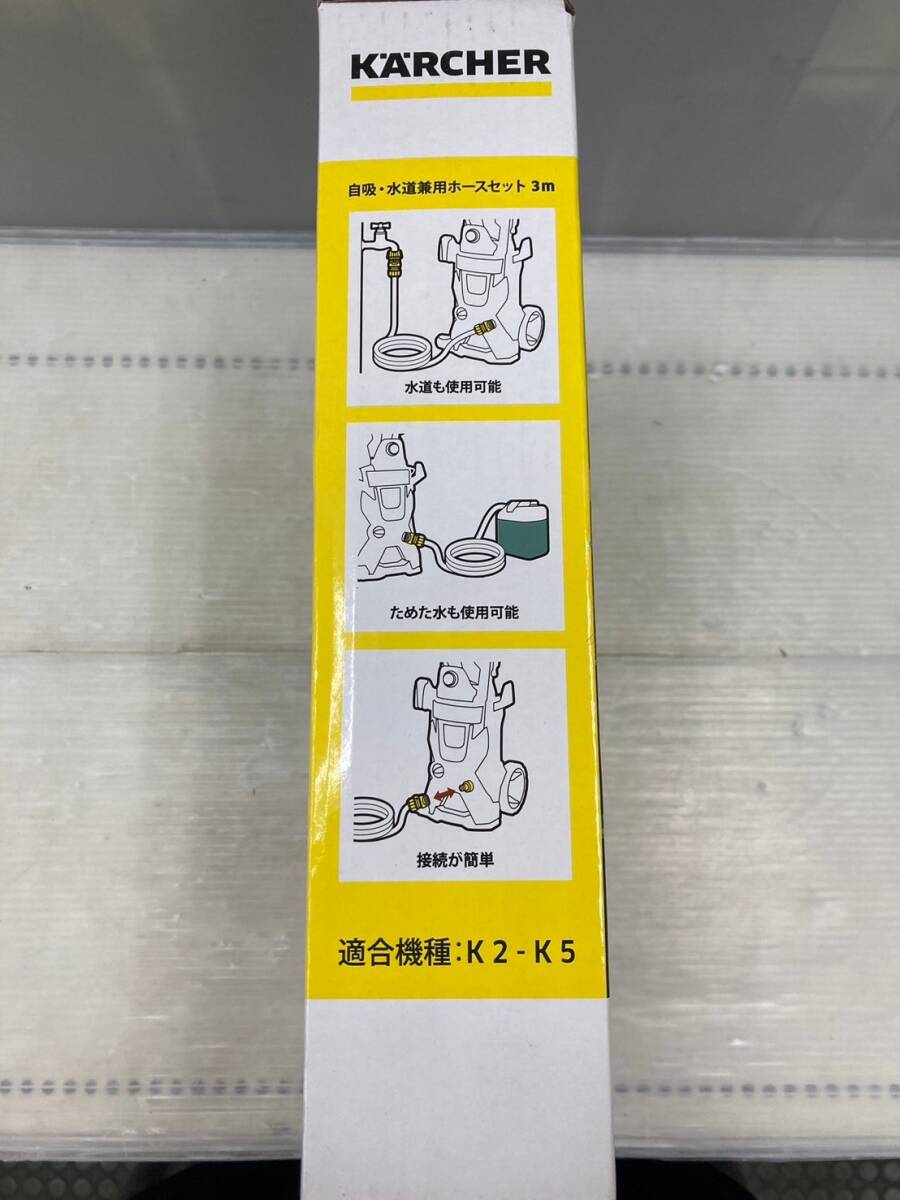 KÄRCHER
自吸・水道兼用ホースセット 3m
水道も使用可能
ためた水も使用可能
接続が簡単
適合機種：K 2 - K 5